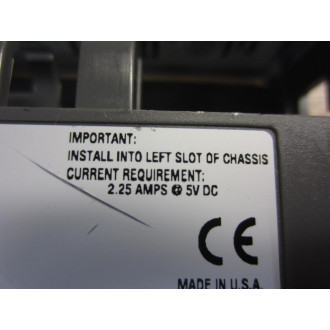 IMPORTANT:
INSTALL INTO LEFT SLOT OF CHASSIS
CURRENT REQUIREMENT:
2.25 AMPS @ 5V DC
CE
MADE IN U.S.A.